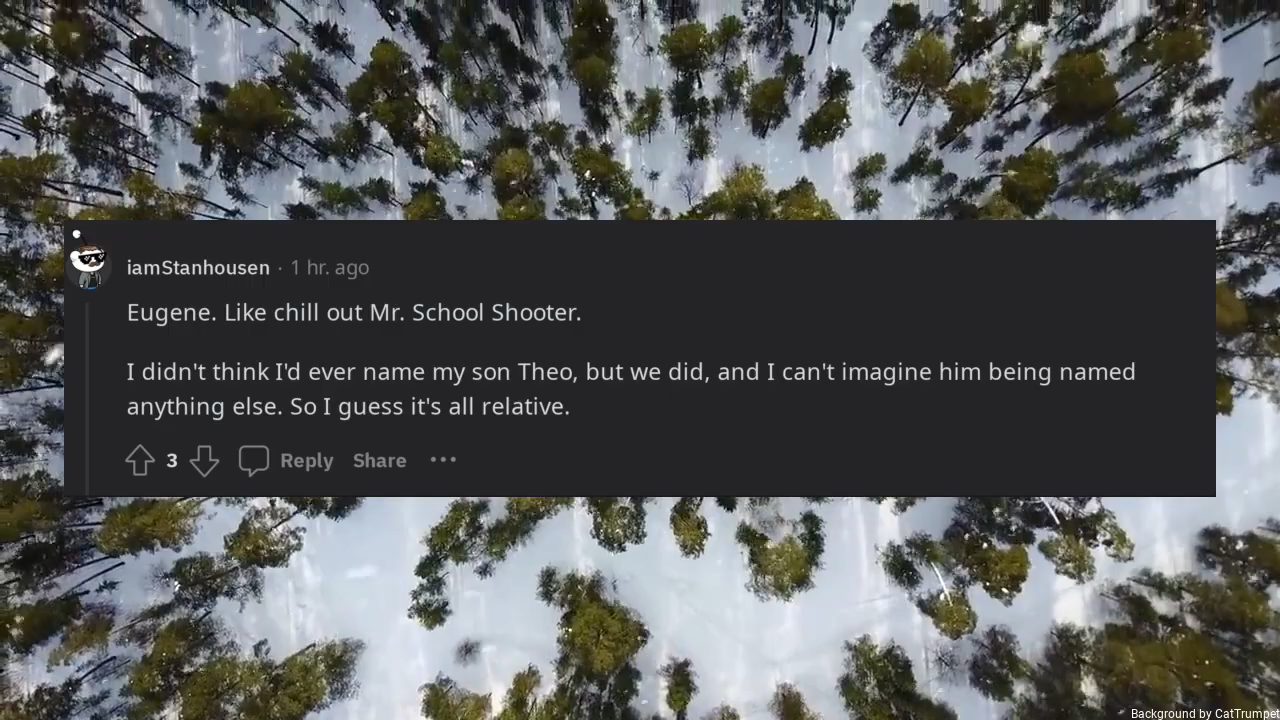 iamStanhousen · 1 hr. ago
Eugene. Like chill out Mr. School Shooter.
I didn't think I'd ever name my son Theo, but we did, and I can't imagine him being named
anything else. So I guess it's all relative.
3 Reply Share ···
Background by CatTrumpet